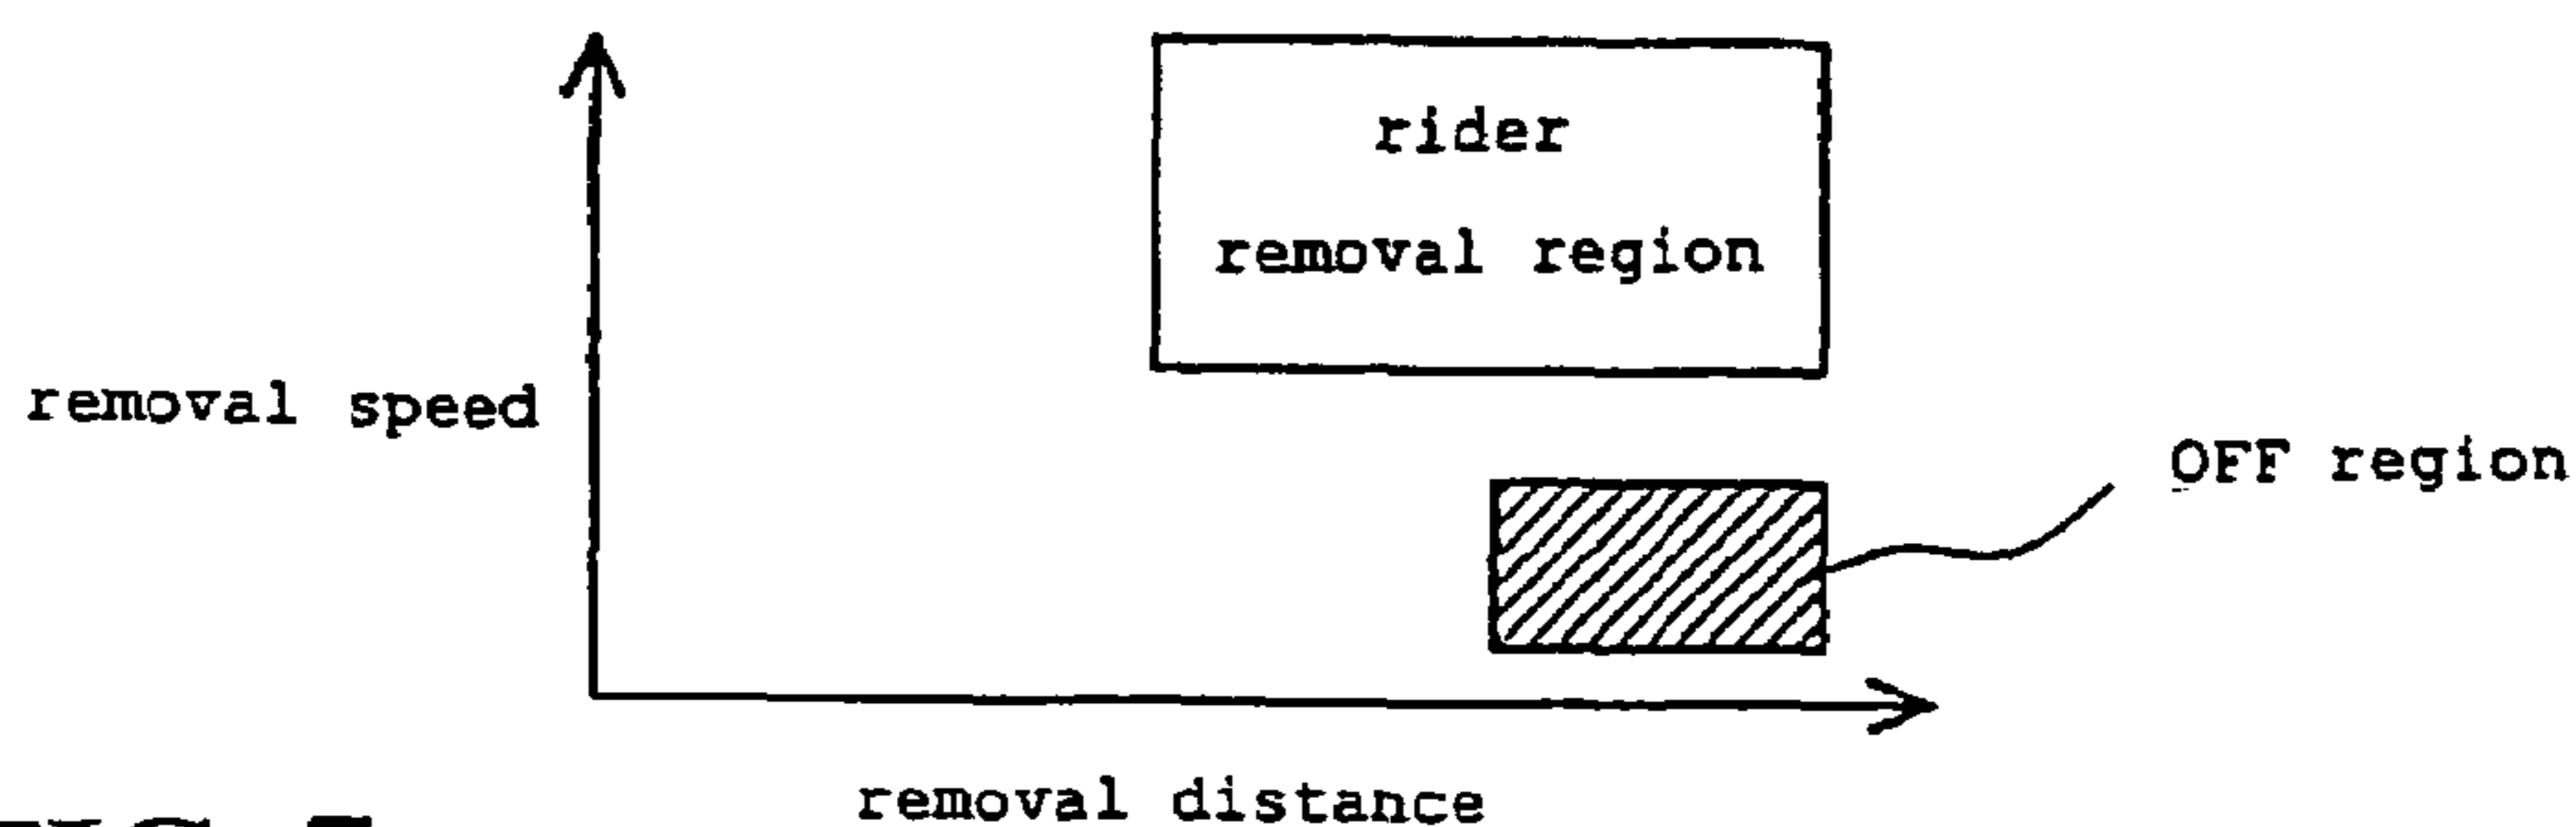 rider
removal region
removal speed
OFF region
removal distance